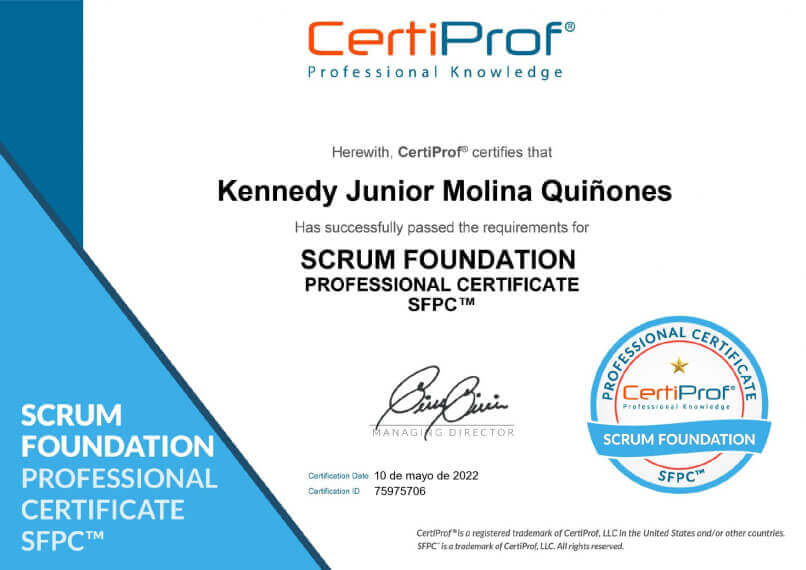 CertiProf®
Professional Knowledge
Herewith, CertiProf® certifies that
Kennedy Junior Molina Quiñones
Has successfully passed the requirements for
SCRUM FOUNDATION
PROFESSIONAL CERTIFICATE
SFPC™
MANAGING DIRECTOR
Certification Date 10 de mayo de 2022
Certification ID 75975706
SCRUM
FOUNDATION
PROFESSIONAL
CERTIFICATE
SFPC™
PROFESSIONAL CERTIFICATE
CertiProf®
Professional Knowledge
SCRUM FOUNDATION
SFPC™
CertiProf® is a registered trademark of CertiProf, LLC in the United States and/or other countries.
SFPC™ is a trademark of CertiProf, LLC. All rights reserved.